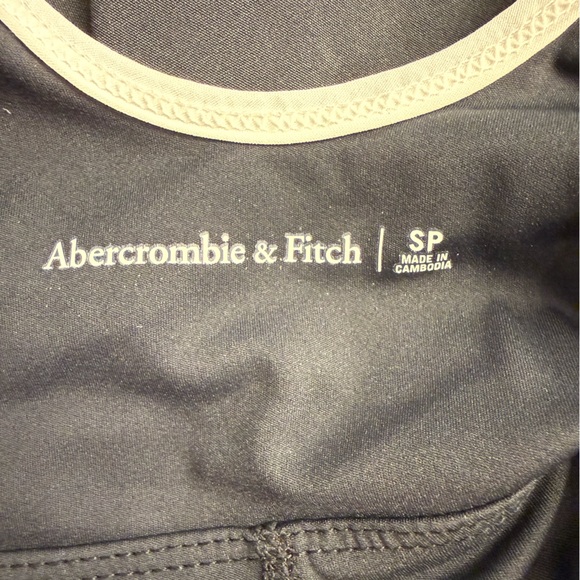 Abercrombie & Fitch | SP
MADE IN
CAMBODIA